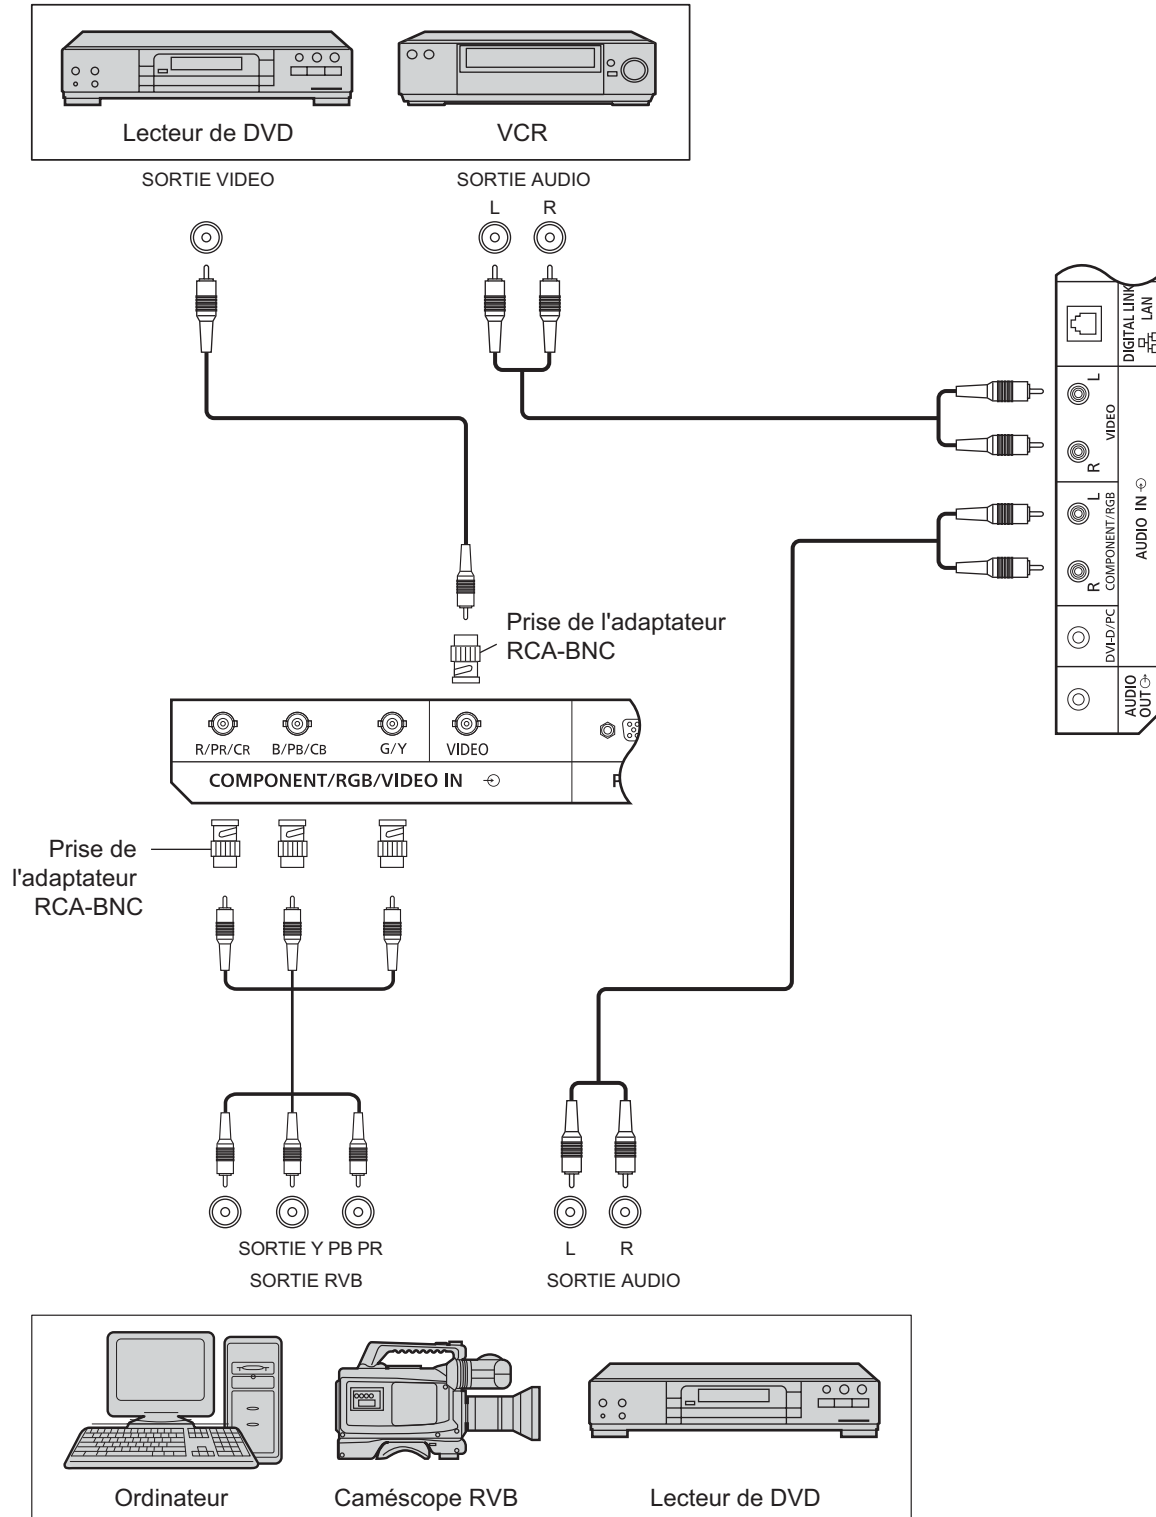 Lecteur de DVD
VCR
SORTIE VIDEO
SORTIE AUDIO
L
R
DIGITAL LINK
LAN
L
VIDEO
R
L
COMPONENT/RGB
R
AUDIO IN
DVI-D/PC
AUDIO
OUT
Prise de l'adaptateur
RCA-BNC
R/PR/CR
B/PB/CB
G/Y
VIDEO
COMPONENT/RGB/VIDEO IN
P
Prise de
l'adaptateur
RCA-BNC
SORTIE Y PB PR
SORTIE RVB
L
R
SORTIE AUDIO
Ordinateur
Caméscope RVB
Lecteur de DVD